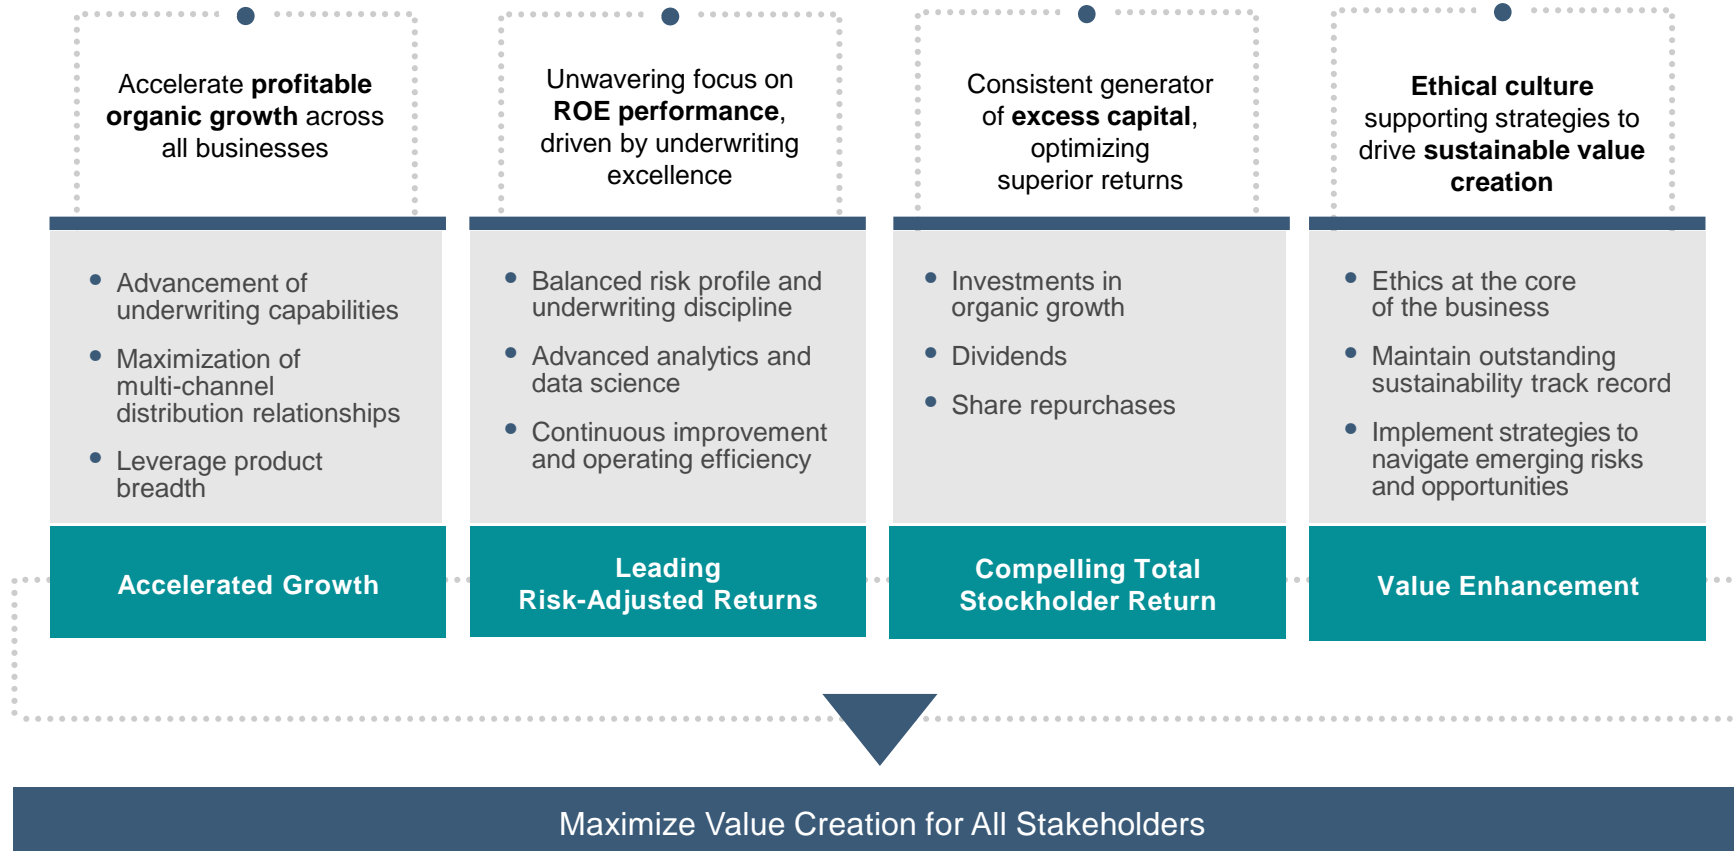 Accelerate profitable
organic growth across
all businesses
Advancement of
underwriting capabilities
Maximization of
multi-channel
distribution relationships
Leverage product
breadth
Accelerated Growth
Unwavering focus on
ROE performance,
driven by underwriting
excellence
Balanced risk profile and
underwriting discipline
Advanced analytics and
data science
Continuous improvement
and operating efficiency
Leading
Risk-Adjusted Returns
Consistent generator
of excess capital,
optimizing
superior returns
Investments in
organic growth
Dividends
Share repurchases
Compelling Total
Stockholder Return
Ethical culture
supporting strategies to
drive sustainable value
creation
Ethics at the core
of the business
Maintain outstanding
sustainability track record
Implement strategies to
navigate emerging risks
and opportunities
Value Enhancement
Maximize Value Creation for All Stakeholders